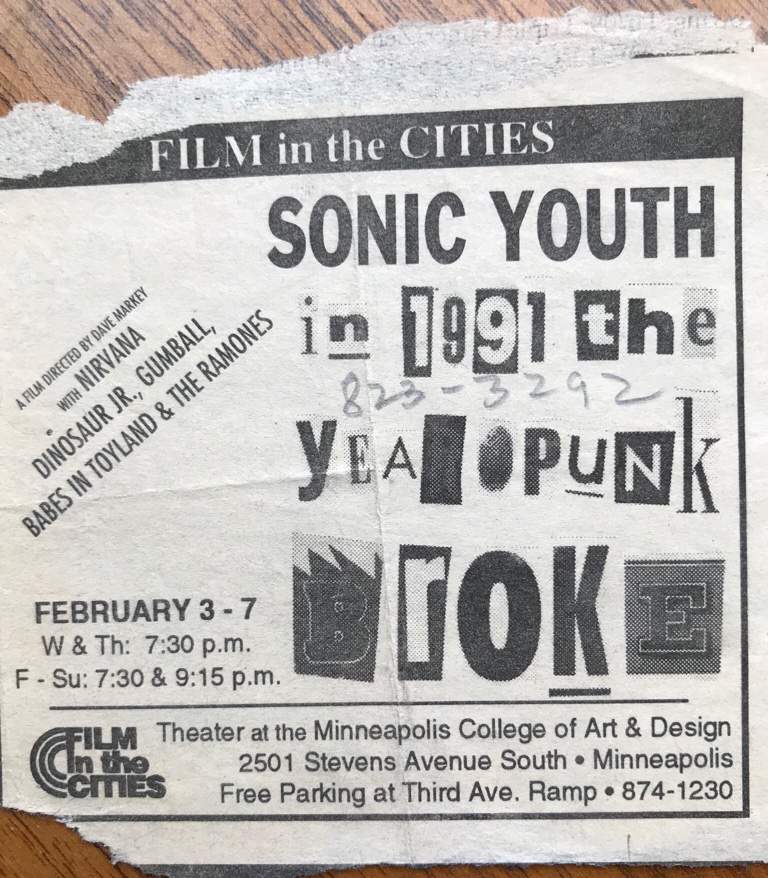 FILM in the CITIES
SONIC YOUTH
in 1991 the
823-3292
yEAR PUNk
BrOKE
A FILM DIRECTED BY DAVE MARKEY
WITH NIRVANA
DINOSAUR JR., GUMBALL,
BABES IN TOYLAND & THE RAMONES
FEBRUARY 3 - 7
W & Th: 7:30 p.m.
F - Su: 7:30 & 9:15 p.m.
FILM
In the
CITIES
Theater at the Minneapolis College of Art & Design
2501 Stevens Avenue South • Minneapolis
Free Parking at Third Ave. Ramp • 874-1230